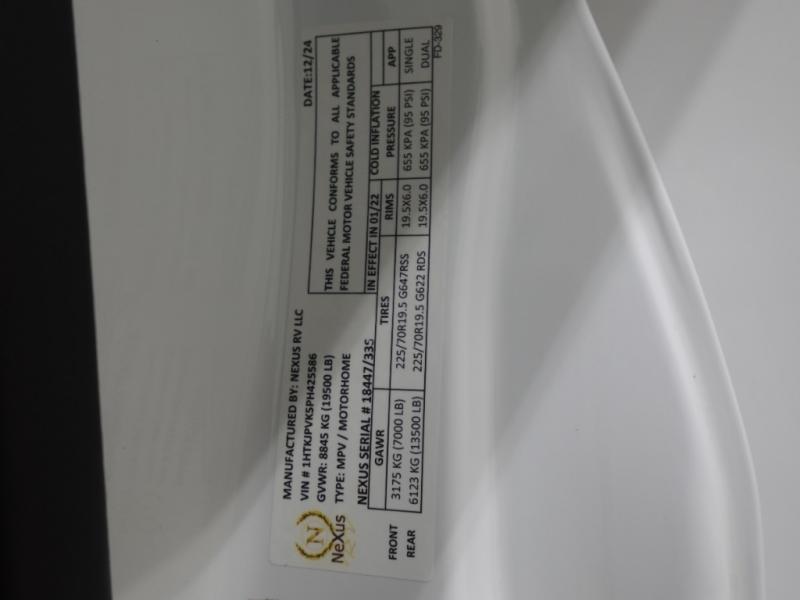 MANUFACTURED BY: NEXUS RV LLC DATE:12/24
VIN # 1HTKJPVK5PH425586
GVWR: 8845 KG (19500 LB)
TYPE: MPV / MOTORHOME
NEXUS SERIAL # 18447/335
THIS VEHICLE CONFORMS TO ALL APPLICABLE
FEDERAL MOTOR VEHICLE SAFETY STANDARDS
IN EFFECT IN 01/22
N
NeXus
GAWR TIRES RIMS COLD INFLATION PRESSURE APP
FRONT 3175 KG (7000 LB) 225/70R19.5 G647RSS 19.5X6.0 655 KPA (95 PSI) SINGLE
REAR 6123 KG (13500 LB) 225/70R19.5 G622 RDS 19.5X6.0 655 KPA (95 PSI) DUAL
FD-329